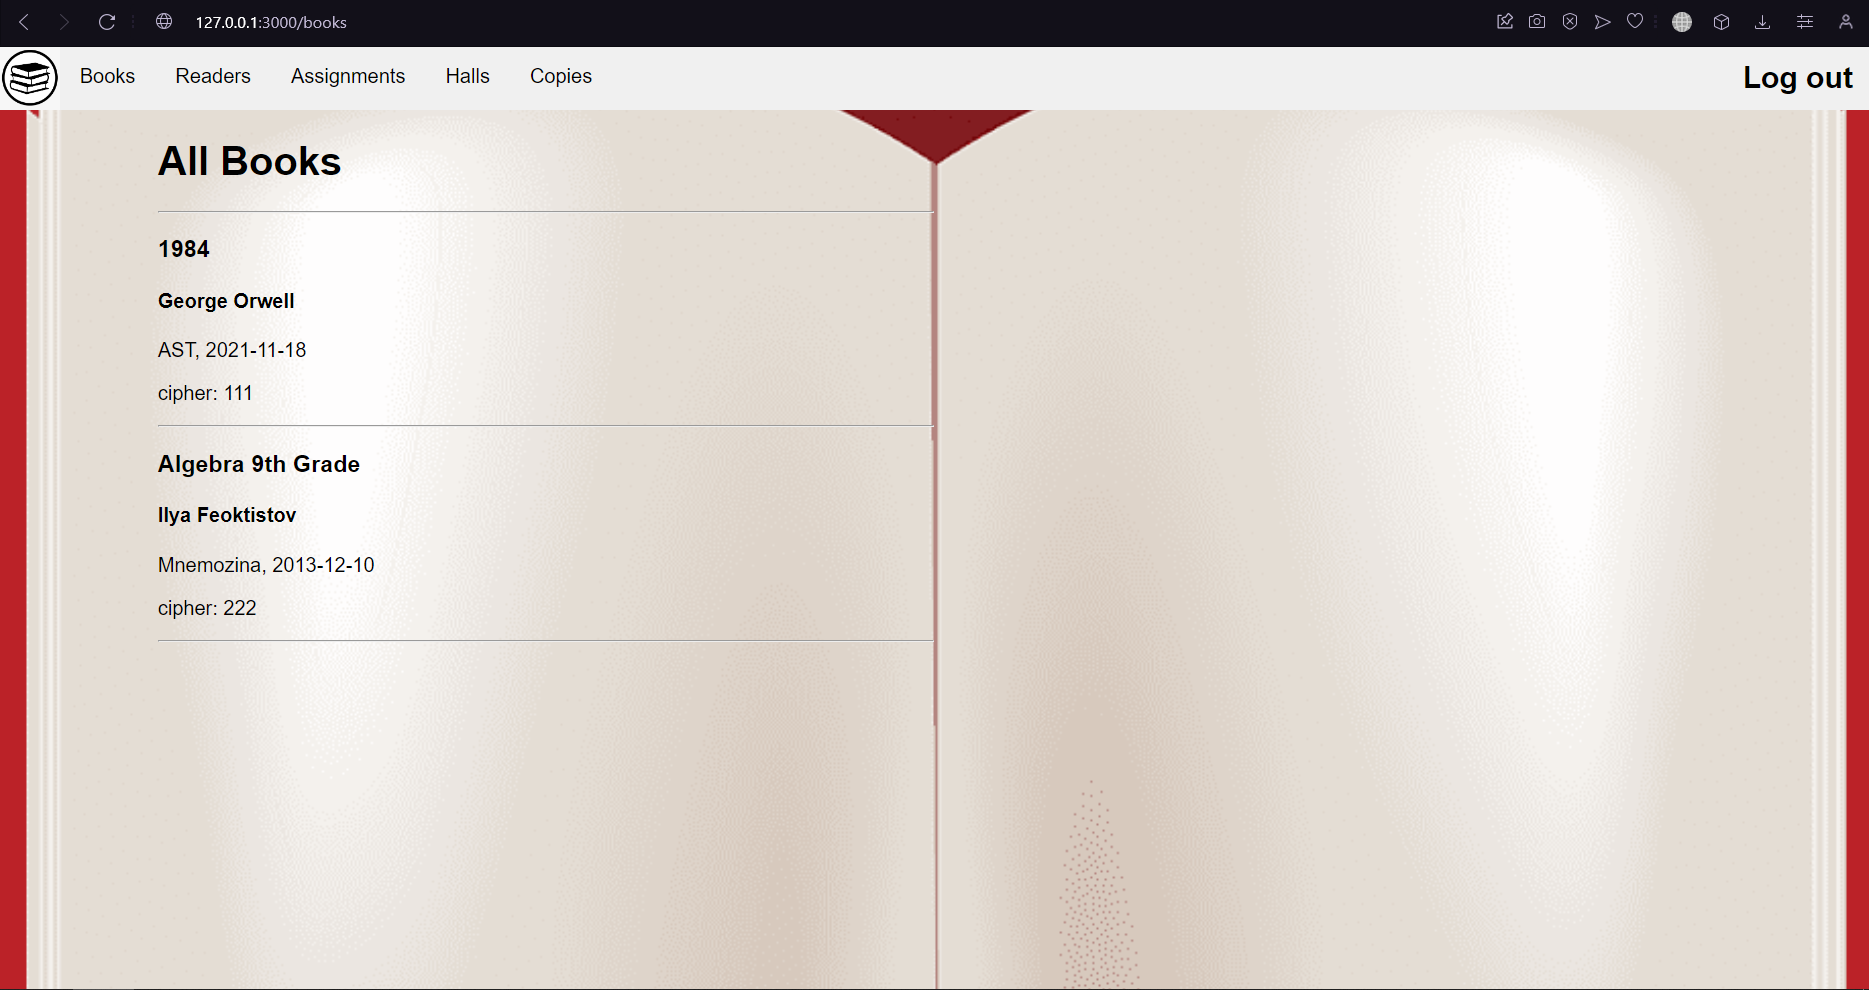 127.0.0.1:3000/books
Books Readers Assignments Halls Copies Log out
All Books
1984
George Orwell
AST, 2021-11-18
cipher: 111
Algebra 9th Grade
Ilya Feoktistov
Mnemozina, 2013-12-10
cipher: 222